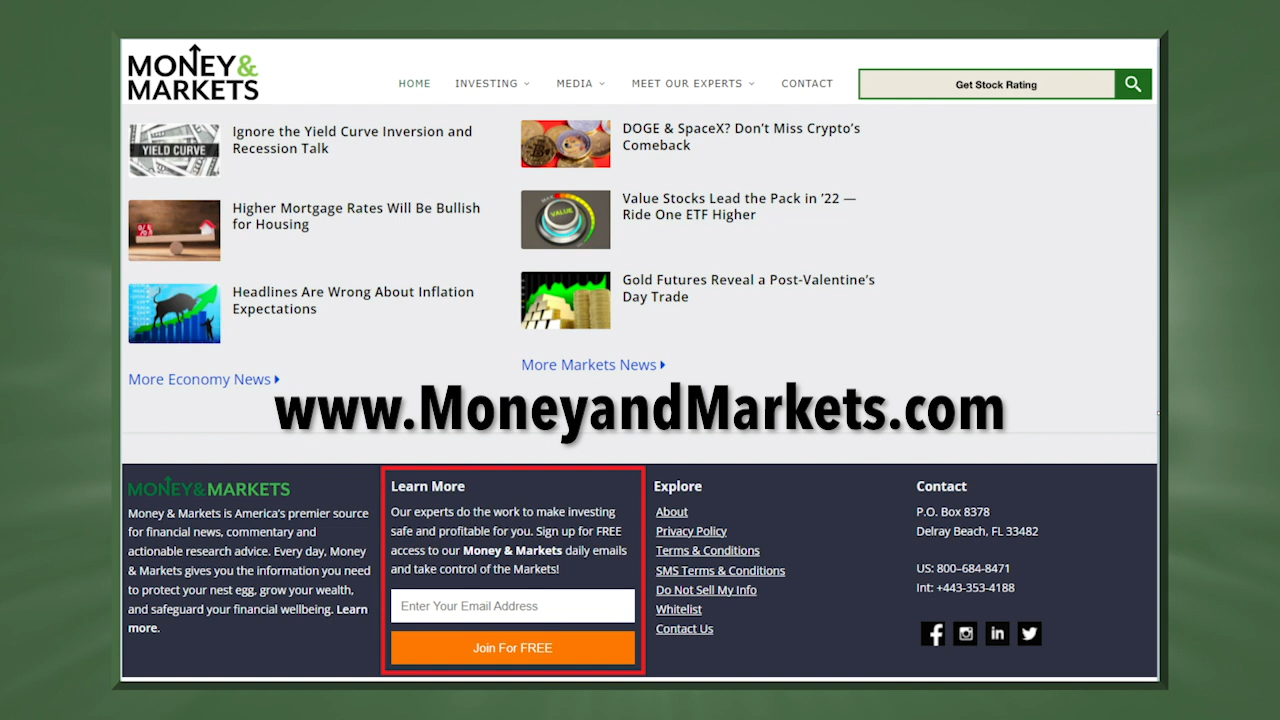 MONEY&
MARKETS
HOME
INVESTING
MEDIA
MEET OUR EXPERTS
CONTACT
Get Stock Rating
YIELD CURVE
Ignore the Yield Curve Inversion and
Recession Talk
%
Higher Mortgage Rates Will Be Bullish
for Housing
Headlines Are Wrong About Inflation
Expectations
More Economy News
DOGE & SpaceX? Don’t Miss Crypto’s
Comeback
VALUE
Value Stocks Lead the Pack in ’22 —
Ride One ETF Higher
Gold Futures Reveal a Post-Valentine’s
Day Trade
More Markets News
www.MoneyandMarkets.com
MONEY&MARKETS
Money & Markets is America’s premier source
for financial news, commentary and
actionable research advice. Every day, Money
& Markets gives you the information you need
to protect your nest egg, grow your wealth,
and safeguard your financial wellbeing. Learn
more.
Learn More
Our experts do the work to make investing
safe and profitable for you. Sign up for FREE
access to our Money & Markets daily emails
and take control of the Markets!
Enter Your Email Address
Join For FREE
Explore
About
Privacy Policy
Terms & Conditions
SMS Terms & Conditions
Do Not Sell My Info
Whitelist
Contact Us
Contact
P.O. Box 8378
Delray Beach, FL 33482
US: 800–684-8471
Int: +443-353-4188